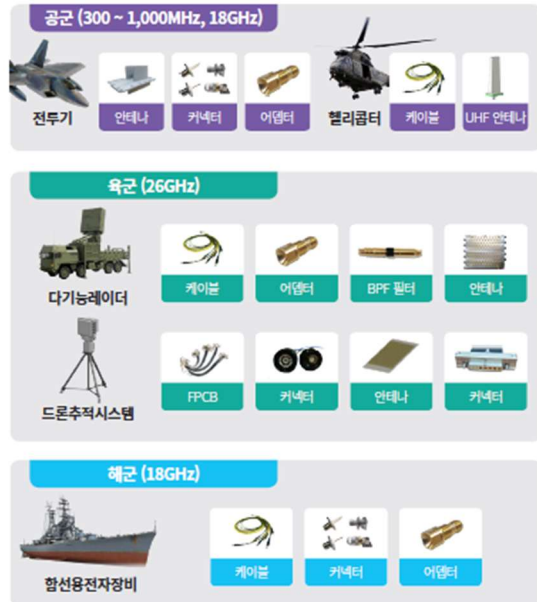 공군 (300 ~ 1,000MHz, 18GHz)
전투기
안테나
커넥터
어뎁터
헬리콥터
케이블
UHF 안테나
육군 (26GHz)
다기능레이더
케이블
어뎁터
BPF 필터
안테나
드론추적시스템
FPCB
커넥터
안테나
커넥터
해군 (18GHz)
함선용전자장비
케이블
커넥터
어뎁터